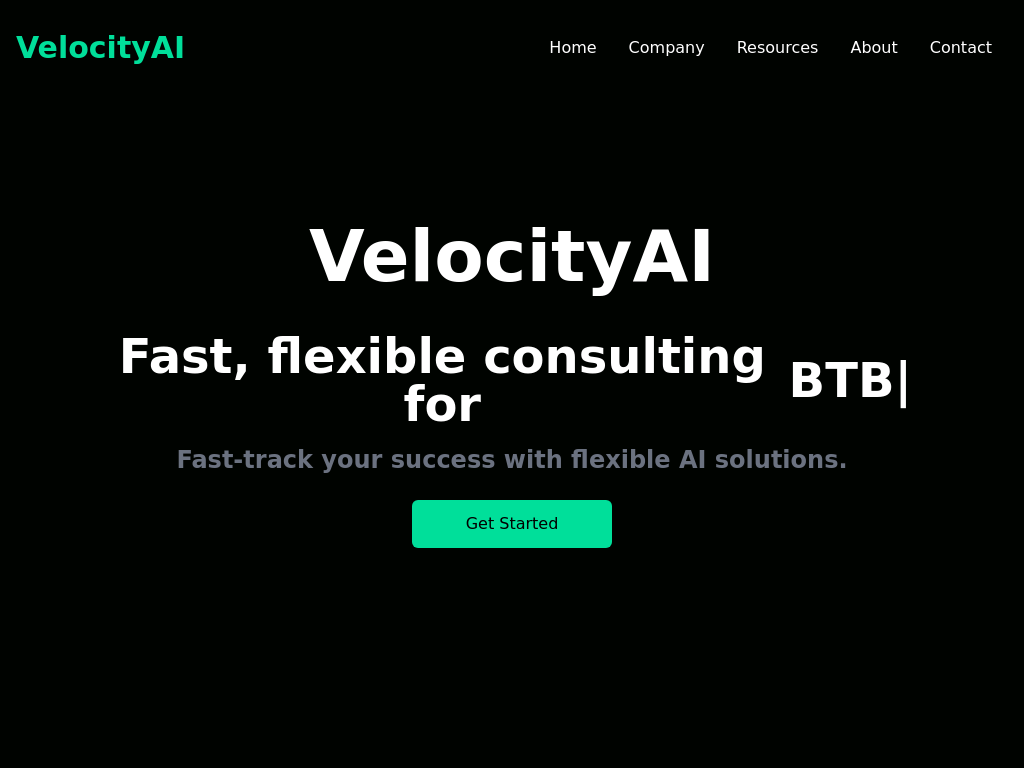 VelocityAI
Home Company Resources About Contact
VelocityAI
Fast, flexible consulting
for
BTB|
Fast-track your success with flexible AI solutions.
Get Started